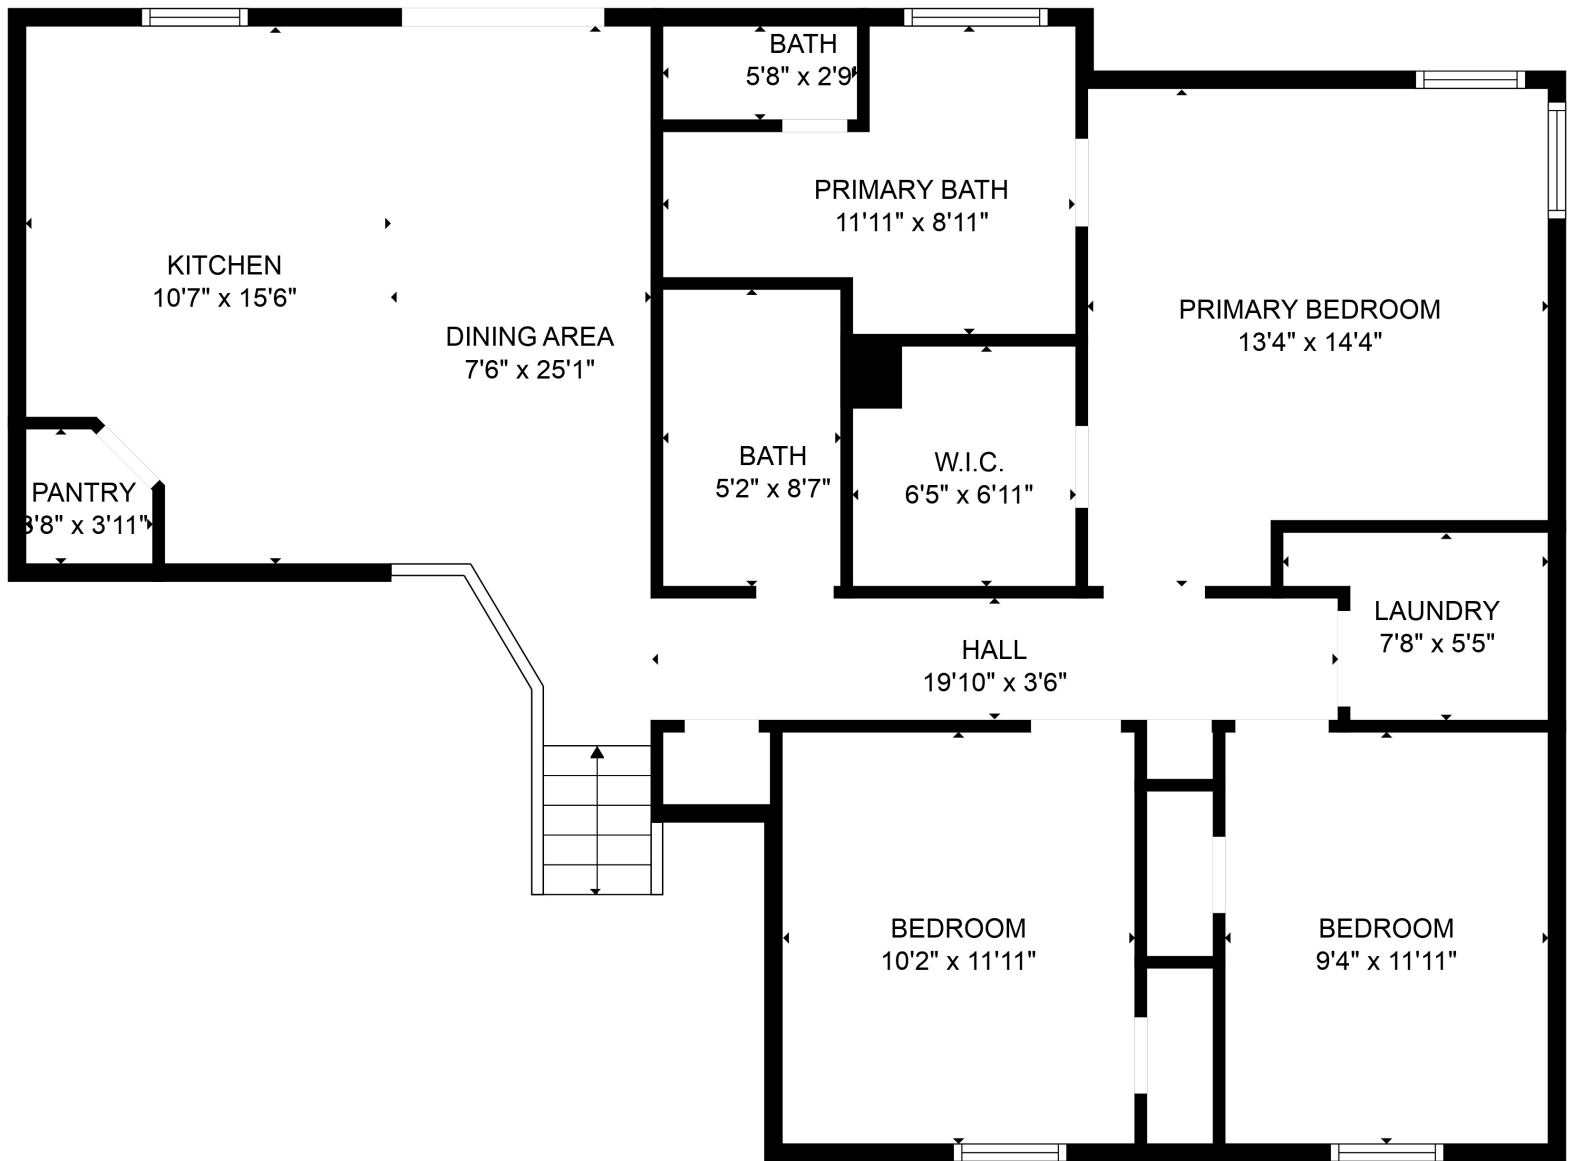 BATH
5'8" x 2'9'
PRIMARY BATH
11'11" x 8'11"
KITCHEN
10'7" x 15'6"
DINING AREA
7'6" x 25'1"
PRIMARY BEDROOM
13'4" x 14'4"
BATH
5'2" x 8'7"
W.I.C.
6'5" x 6'11"
PANTRY
3'8" x 3'11"
LAUNDRY
7'8" x 5'5"
HALL
19'10" x 3'6"
BEDROOM
10'2" x 11'11"
BEDROOM
9'4" x 11'11"